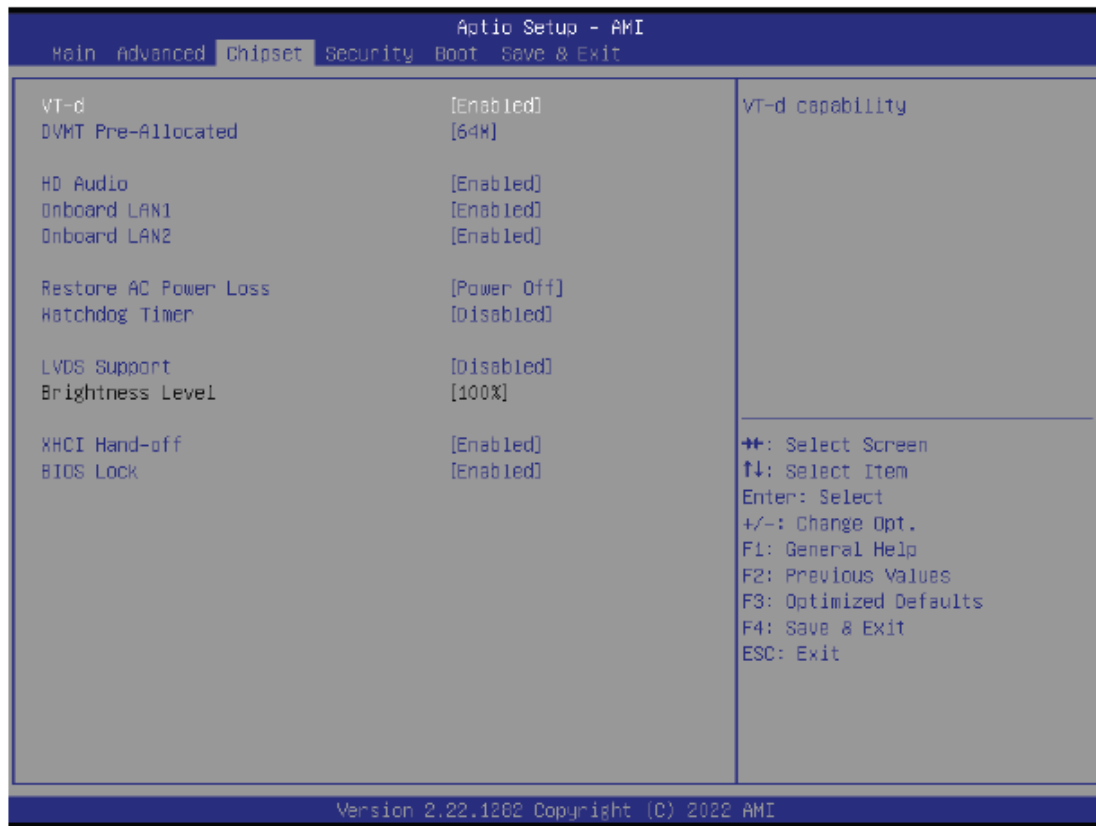 Aptio Setup - AMI
Main Advanced Chipset Security Boot Save & Exit
VT-d [Enabled]
DVMT Pre-Allocated [64M]
HD Audio [Enabled]
Onboard LAN1 [Enabled]
Onboard LAN2 [Enabled]
Restore AC Power Loss [Power Off]
Watchdog Timer [Disabled]
LVDS Support [Disabled]
Brightness Level [100%]
XHCI Hand-off [Enabled]
BIOS Lock [Enabled]
VT-d capability
→←: Select Screen
↑↓: Select Item
Enter: Select
+/-: Change Opt.
F1: General Help
F2: Previous Values
F3: Optimized Defaults
F4: Save & Exit
ESC: Exit
Version 2.22.1282 Copyright (C) 2022 AMI